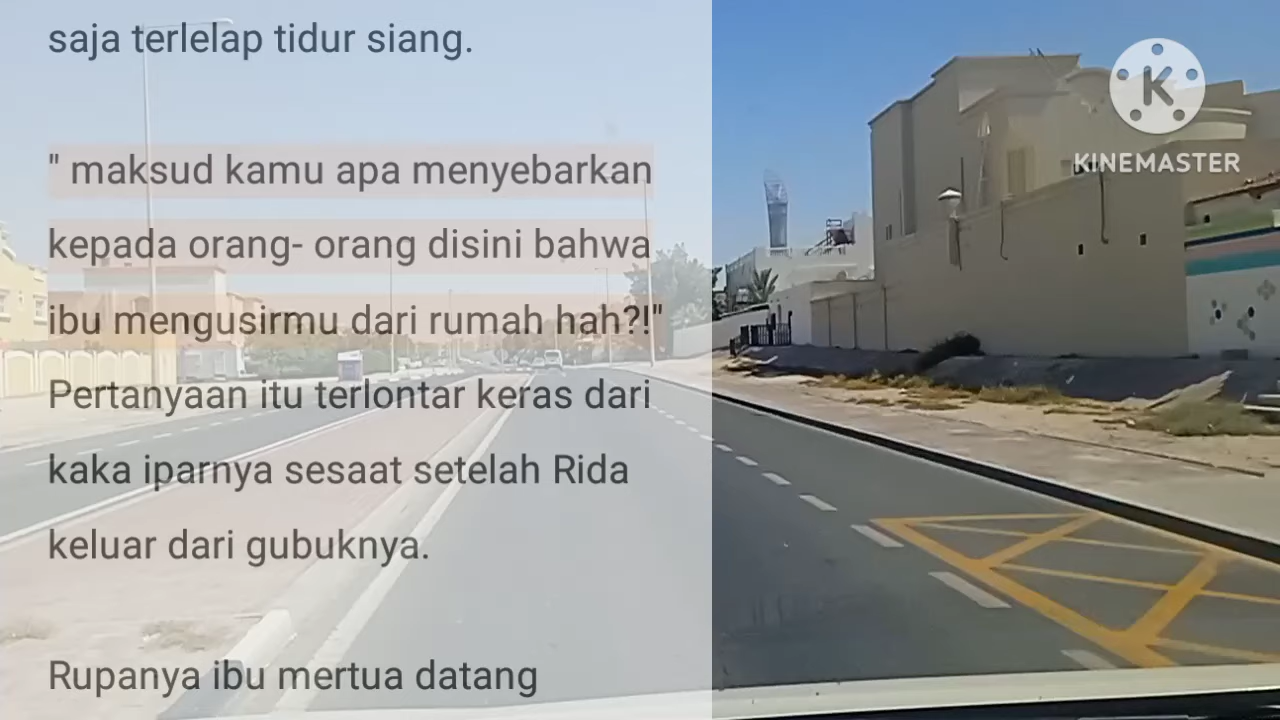 saja terlelap tidur siang.
" maksud kamu apa menyebarkan
kepada orang- orang disini bahwa
ibu mengusirmu dari rumah hah?!"
Pertanyaan itu terlontar keras dari
kaka iparnya sesaat setelah Rida
keluar dari gubuknya.
Rupanya ibu mertua datang
K
KINEMASTER